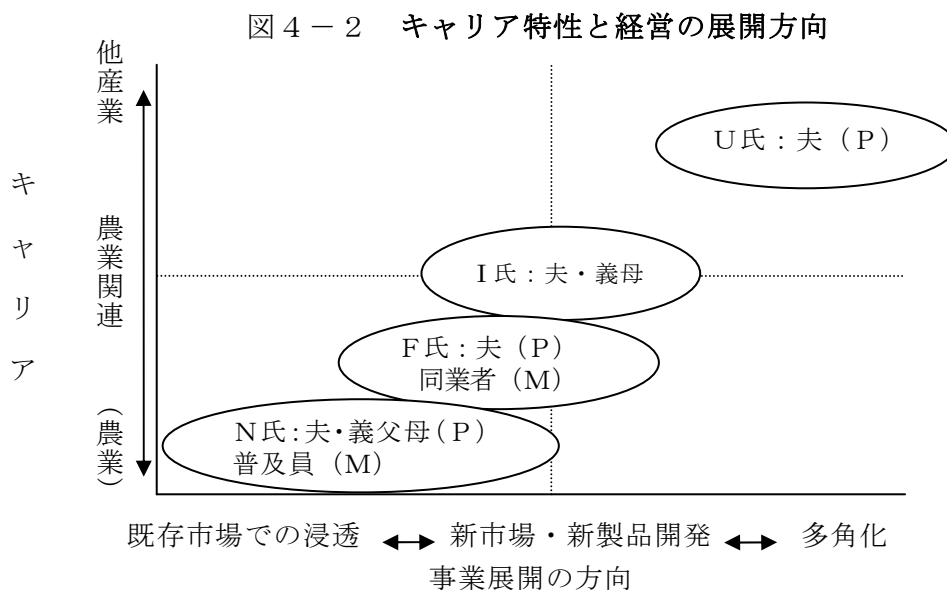 図４－２　キャリア特性と経営の展開方向
他産業
農業関連
（農業）
キャリア
U氏：夫（P）
I氏：夫・義母
F氏：夫（P）
同業者（M）
N氏：夫・義父母（P）
普及員（M）
既存市場での浸透　新市場・新製品開発　多角化
事業展開の方向